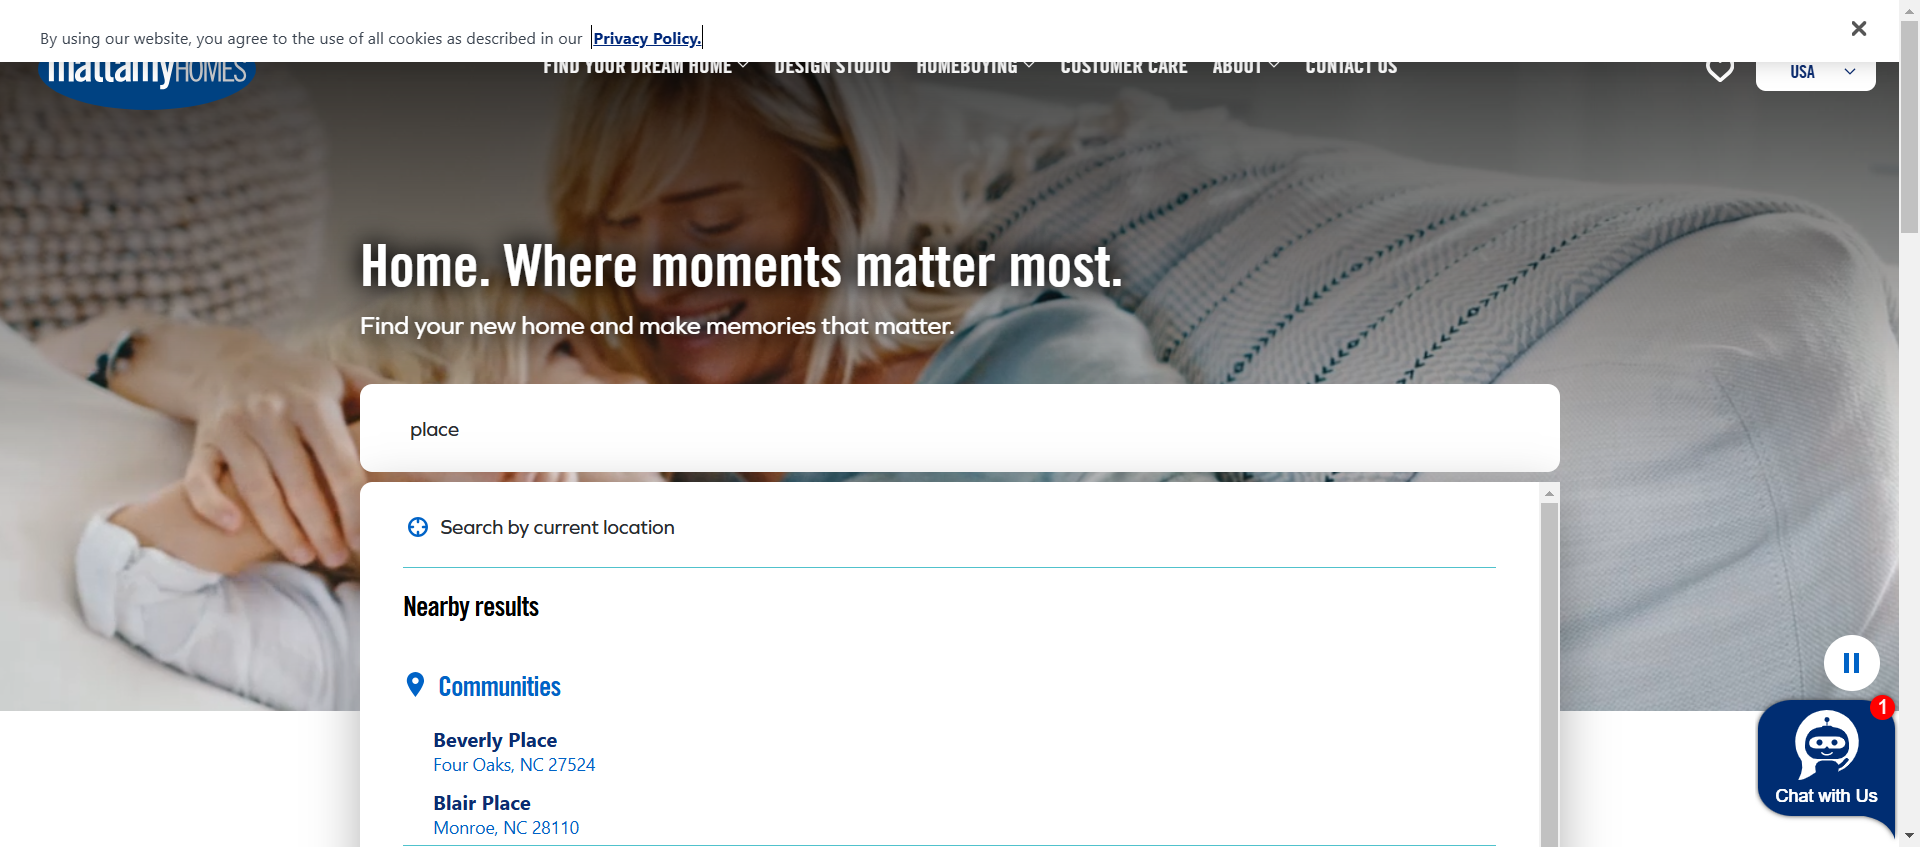 By using our website, you agree to the use of all cookies as described in our Privacy Policy.
mattamyHOMES
FIND YOUR DREAM HOME
DESIGN STUDIO
HOMEBUYING
CUSTOMER CARE
ABOUT
CONTACT US
USA
Home. Where moments matter most.
Find your new home and make memories that matter.
place
Search by current location
Nearby results
Communities
Beverly Place
Four Oaks, NC 27524
Blair Place
Monroe, NC 28110
1
Chat with Us